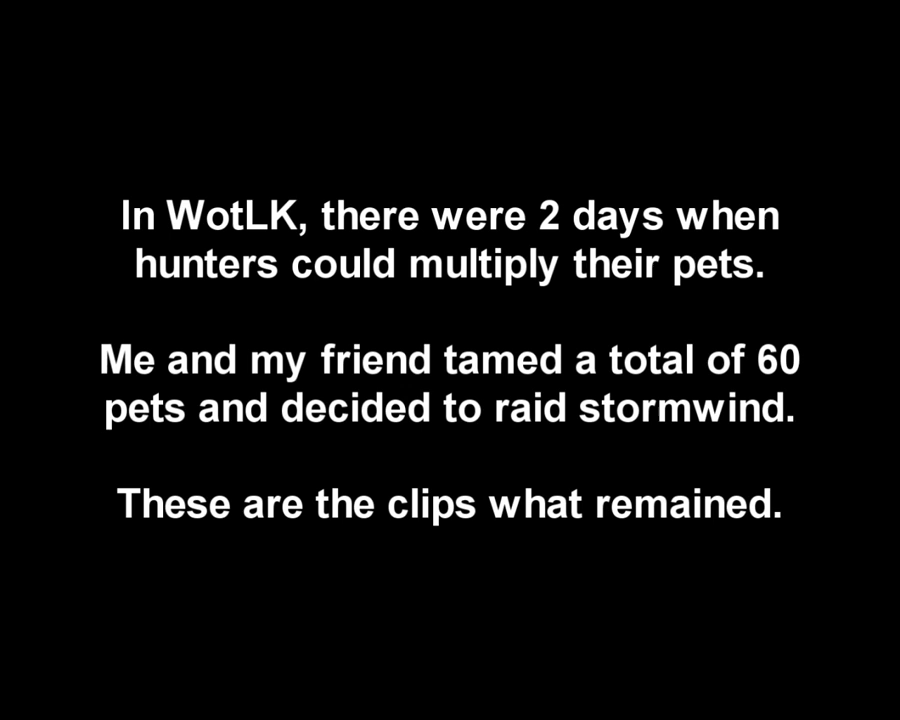 In WotLK, there were 2 days when
hunters could multiply their pets.
Me and my friend tamed a total of 60
pets and decided to raid stormwind.
These are the clips what remained.